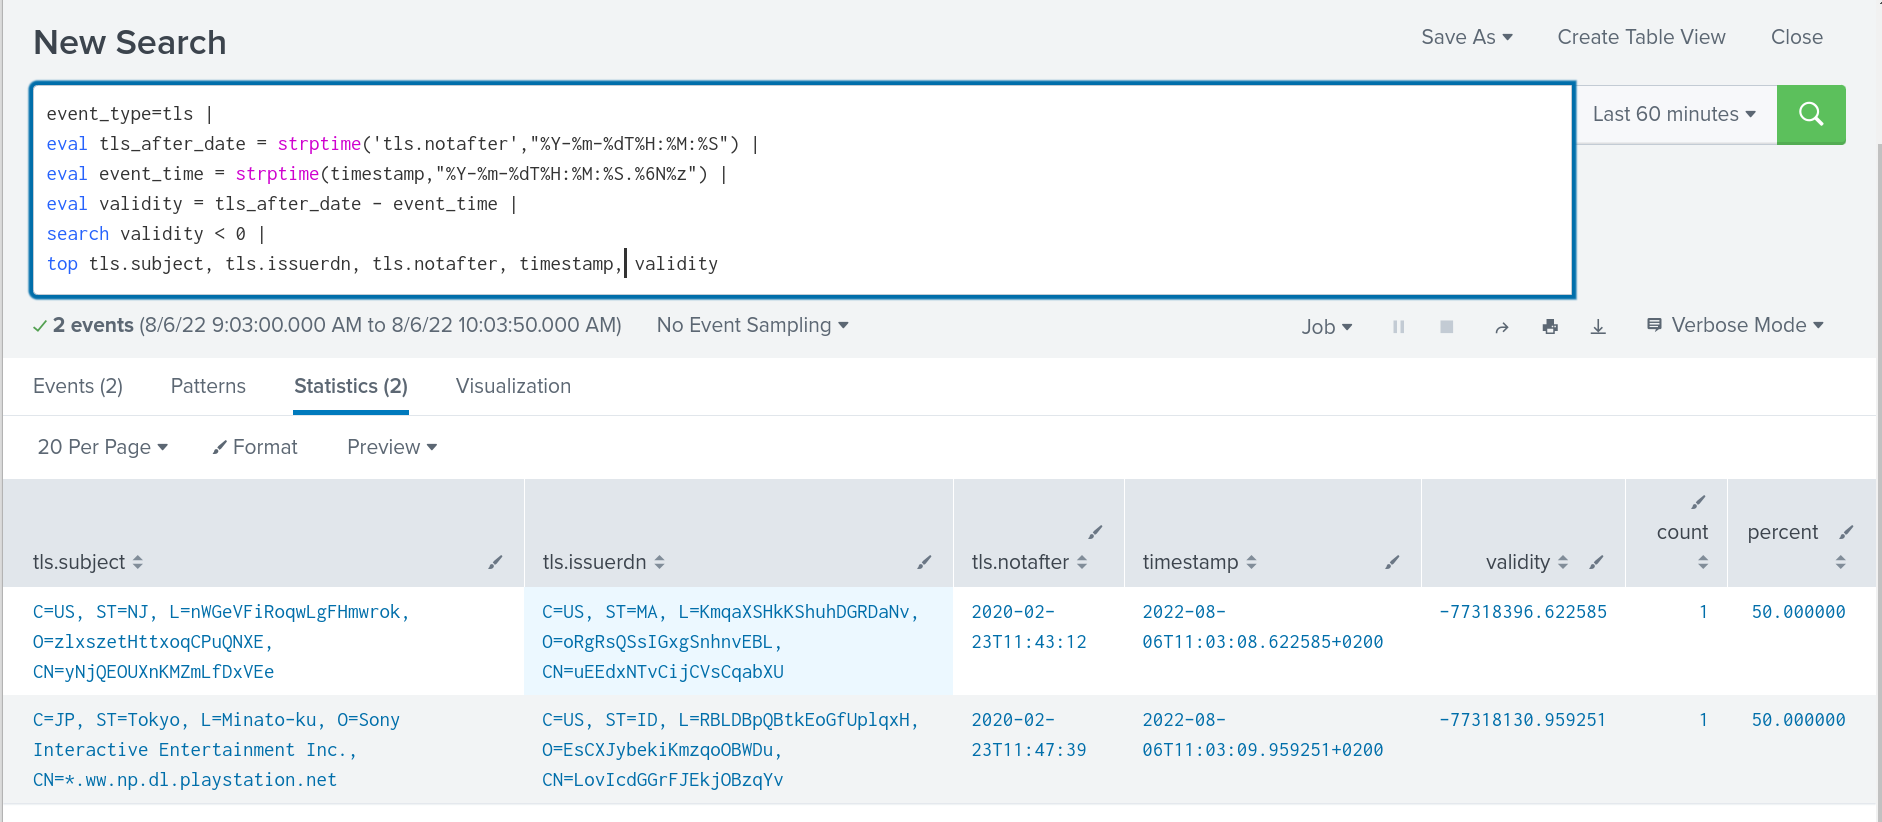 New Search
Save As
Create Table View
Close
event_type=tls |
eval tls_after_date = strptime('tls.notafter',"%Y-%m-%dT%H:%M:%S") |
eval event_time = strptime(timestamp,"%Y-%m-%dT%H:%M:%S.%6N%z") |
eval validity = tls_after_date - event_time |
search validity < 0 |
top tls.subject, tls.issuerdn, tls.notafter, timestamp, validity
Last 60 minutes
2 events (8/6/22 9:03:00.000 AM to 8/6/22 10:03:50.000 AM)
No Event Sampling
Job
Verbose Mode
Events (2)
Patterns
Statistics (2)
Visualization
20 Per Page
Format
Preview
tls.subject
tls.issuerdn
tls.notafter
timestamp
validity
count
percent
C=US, ST=NJ, L=nWGeVFiRoqwLgFHmwrok,
O=zlxszetHttxoqCPuQNXE,
CN=yNjQEOUXnKMZmLfDxVEe
C=US, ST=MA, L=KmqaXSHkKShuhDGRDaNv,
O=oRgRsQSsIGxgSnhnvEBL,
CN=uEEdxNTvCijCVsCqabXU
2020-02-
23T11:43:12
2022-08-
06T11:03:08.622585+0200
-77318396.622585
1
50.000000
C=JP, ST=Tokyo, L=Minato-ku, O=Sony
Interactive Entertainment Inc.,
CN=*.ww.np.dl.playstation.net
C=US, ST=ID, L=RBLDBpQBtkEoGfUplqxH,
O=EsCXJybekiKmzqoOBWDu,
CN=LovIcdGGrFJEkjOBzqYv
2020-02-
23T11:47:39
2022-08-
06T11:03:09.959251+0200
-77318130.959251
1
50.000000